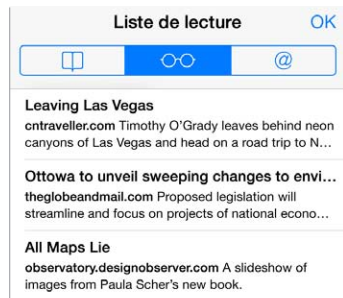 Liste de lecture OK
@
Leaving Las Vegas
cntraveller.com Timothy O'Grady leaves behind neon
canyons of Las Vegas and head on a road trip to N...
Ottowa to unveil sweeping changes to envi...
theglobeandmail.com Proposed legislation will
streamline and focus on projects of national econo...
All Maps Lie
observatory.designobserver.com A slideshow of
images from Paula Scher's new book.